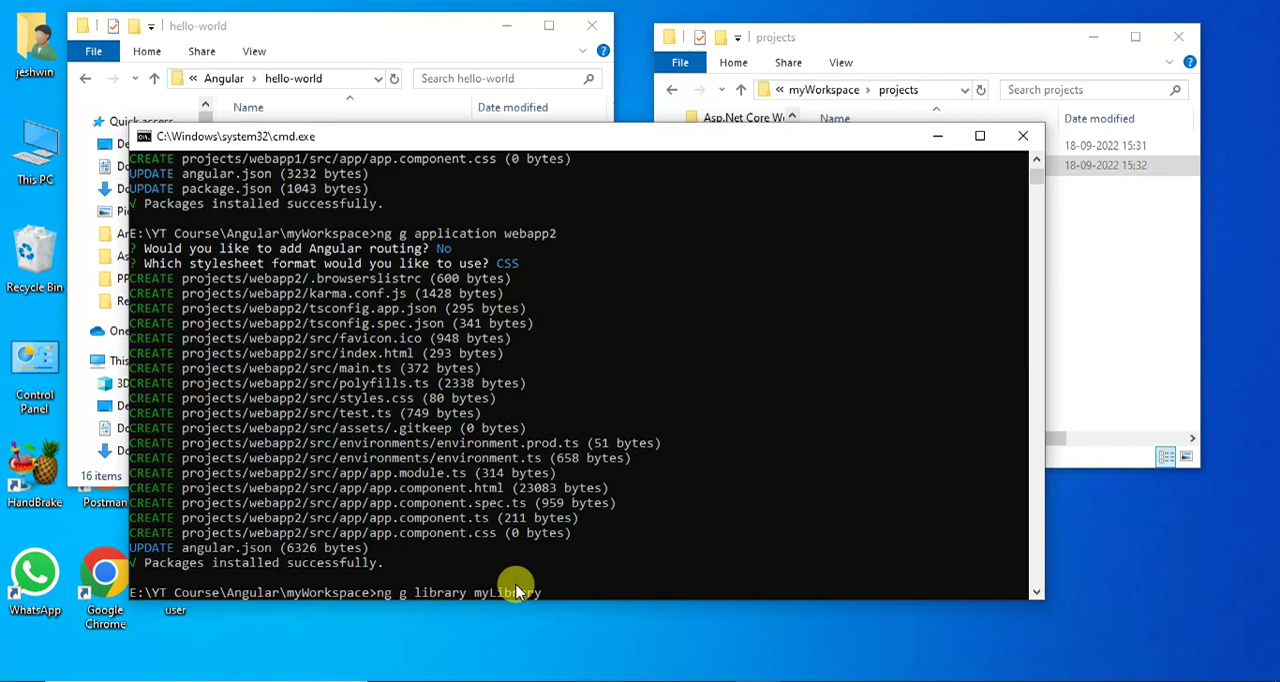 jeshwin
This PC
Recycle Bin
Control
Panel
HandBrake
Postman
WhatsApp
Google
Chrome
user
hello-world
File Home Share View
« Angular › hello-world
Search hello-world
Name
Date modified
Quick access
16 items
projects
File Home Share View
« myWorkspace › projects
Search projects
Asp.Net Core
Name
Date modified
18-09-2022 15:31
18-09-2022 15:32
C:\Windows\system32\cmd.exe
CREATE projects/webapp1/src/app/app.component.css (0 bytes)
UPDATE angular.json (3232 bytes)
UPDATE package.json (1043 bytes)
√ Packages installed successfully.
E:\YT Course\Angular\myWorkspace>ng g application webapp2
? Would you like to add Angular routing? No
? Which stylesheet format would you like to use? CSS
CREATE projects/webapp2/.browserslistrc (600 bytes)
CREATE projects/webapp2/karma.conf.js (1428 bytes)
CREATE projects/webapp2/tsconfig.app.json (295 bytes)
CREATE projects/webapp2/tsconfig.spec.json (341 bytes)
CREATE projects/webapp2/src/favicon.ico (948 bytes)
CREATE projects/webapp2/src/index.html (293 bytes)
CREATE projects/webapp2/src/main.ts (372 bytes)
CREATE projects/webapp2/src/polyfills.ts (2338 bytes)
CREATE projects/webapp2/src/styles.css (80 bytes)
CREATE projects/webapp2/src/test.ts (749 bytes)
CREATE projects/webapp2/src/assets/.gitkeep (0 bytes)
CREATE projects/webapp2/src/environments/environment.prod.ts (51 bytes)
CREATE projects/webapp2/src/environments/environment.ts (658 bytes)
CREATE projects/webapp2/src/app/app.module.ts (314 bytes)
CREATE projects/webapp2/src/app/app.component.html (23083 bytes)
CREATE projects/webapp2/src/app/app.component.spec.ts (959 bytes)
CREATE projects/webapp2/src/app/app.component.ts (211 bytes)
CREATE projects/webapp2/src/app/app.component.css (0 bytes)
UPDATE angular.json (6326 bytes)
√ Packages installed successfully.
E:\YT Course\Angular\myWorkspace>ng g library myLibrary